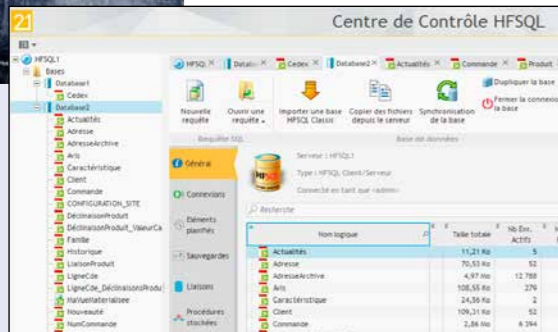 21 Centre de Contrôle HFSQL
HFSQL1
Bases
Database1
Cedex
Database2
Actualités
Adresse
AdresseArchive
Avis
Caractéristique
Client
Commande
CONFIGURATION_SITE
DéclinaisonProduit
DéclinaisonProduit_ValeurCa
Famille
Historique
LiaisonProduit
LigneCde
LigneCde_DéclinaisonsProdu
MaVueMaterialisee
Nouveauté
NumCommande
Cedex Database2 Actualités Commande Produit
Nouvelle requête
Ouvrir une requête
Importer une base HFSQL Classic
Copier des fichiers depuis le serveur
Synchronisation de la base
Dupliquer la base
Fermer la connexion
la base
Requête SQL Base de données
Général
Connexions
Éléments planifiés
Sauvegardes
Liaisons
Procédures stockées
Serveur : HFSQL1
Type : HFSQL Client/Serveur
Connecté en tant que <admin>
Recherche
Nom logique Taille totale Nb Enr. Actifs
Actualités 11,21 Ko 5
Adresse 70,53 Ko 52
AdresseArchive 4,97 Mo 12 788
Avis 108,55 Ko 279
Caractéristique 24,56 Ko 2
Client 109,31 Ko 52
Commande 2,86 Mo 6 394